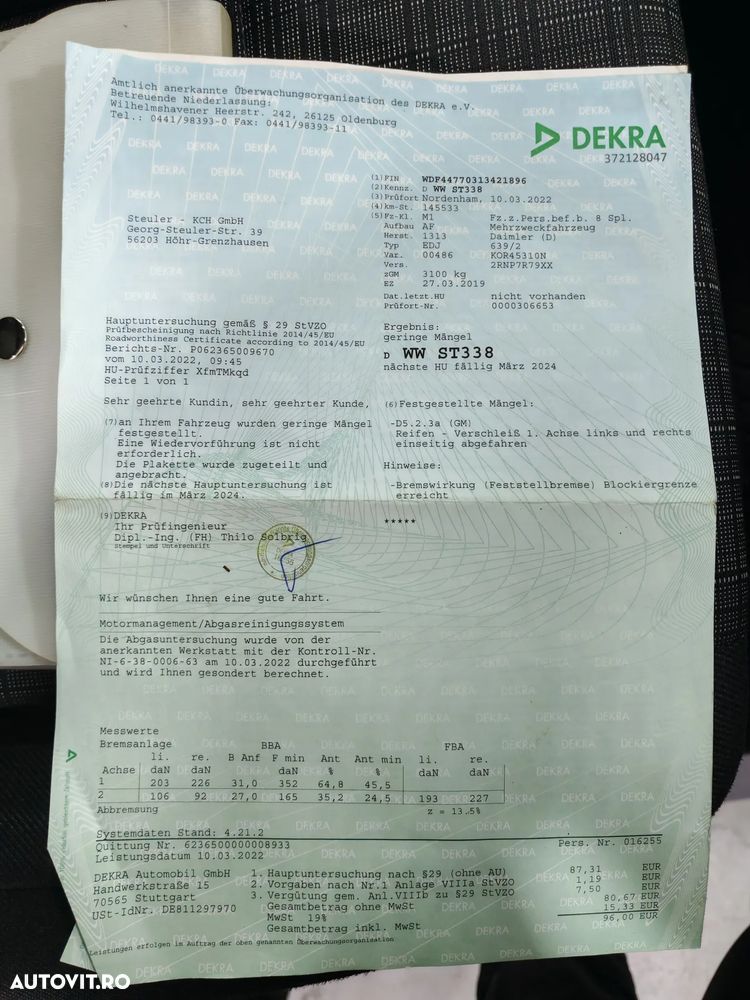 Amtlich anerkannte Überwachungsorganisation des DEKRA e.V.
Betreuende Niederlassung:
Wilhelmshavener Heerstr. 242, 26125 Oldenburg
Tel.: 0441/98393-0 Fax: 0441/98393-11
DEKRA
372128047
Steuler - KCH GmbH
Georg-Steuler-Str. 39
56203 Höhr-Grenzhausen
(1) FIN WDF44770313421896
(2) Kennz. D WW ST338
(3) Prüfort Nordenham, 10.03.2022
(4) km-St. 145533
(5) Fz-Kl. M1 Fz.z.Pers.bef.b. 8 Spl.
Aufbau AF Mehrzweckfahrzeug
Herst. 1313 Daimler (D)
Typ EDJ 639/2
Var. 00486 KOR45310N
Vers. 2RNP7R79XX
zGM 3100 kg
EZ 27.03.2019
Dat.letzt.HU nicht vorhanden
Prüfort-Nr. 0000306653
Hauptuntersuchung gemäß § 29 StVZO
Prüfbescheinigung nach Richtlinie 2014/45/EU
Roadworthiness Certificate according to 2014/45/EU
Berichts-Nr. P062365009670
vom 10.03.2022, 09:45
HU-Prüfziffer XfmTMkqd
Seite 1 von 1
Ergebnis:
geringe Mängel
D WW ST338
nächste HU fällig März 2024
Sehr geehrte Kundin, sehr geehrter Kunde,
(7) an Ihrem Fahrzeug wurden geringe Mängel
festgestellt.
Eine Wiedervorführung ist nicht
erforderlich.
Die Plakette wurde zugeteilt und
angebracht.
(8) Die nächste Hauptuntersuchung ist
fällig im März 2024.
(6) Festgestellte Mängel:
-D5.2.3a (GM)
Reifen - Verschleiß 1. Achse links und rechts
einseitig abgefahren
Hinweise:
-Bremswirkung (Feststellbremse) Blockiergrenze
erreicht
*****
(9) DEKRA
Ihr Prüfingenieur
Dipl.-Ing. (FH) Thilo Solbrig
Stempel und Unterschrift
Wir wünschen Ihnen eine gute Fahrt.
Motormanagement/Abgasreinigungssystem
Die Abgasuntersuchung wurde von der
anerkannten Werkstatt mit der Kontroll-Nr.
NI-6-38-0006-63 am 10.03.2022 durchgeführt
und wird Ihnen gesondert berechnet.
Messwerte
Bremsanlage BBA FBA
li. re. B Anf F min Ant Ant min li. re.
Achse daN daN daN % % daN daN
1 203 226 31,0 352 64,8 45,5
2 106 92 27,0 165 35,2 24,5 193 227
Abbremsung z = 13.5%
Systemdaten Stand: 4.21.2
Quittung Nr. 6236500000008933 Pers. Nr. 016255
Leistungsdatum 10.03.2022
DEKRA Automobil GmbH
Handwerkstraße 15
70565 Stuttgart
USt-IdNr. DE811297970
1. Hauptuntersuchung nach §29 (ohne AU) 87,31 EUR
2. Vorgaben nach Nr.1 Anlage VIIIa StVZO 1,19 EUR
3. Vergütung gem. Anl.VIIIb zu §29 StVZO 7,50 EUR
Gesamtbetrag ohne MwSt 80,67 EUR
MwSt 19% 15,33 EUR
Gesamtbetrag inkl. MwSt 96,00 EUR
Leistungen erfolgen im Auftrag der oben genannten Überwachungsorganisation
AUTOVIT.RO